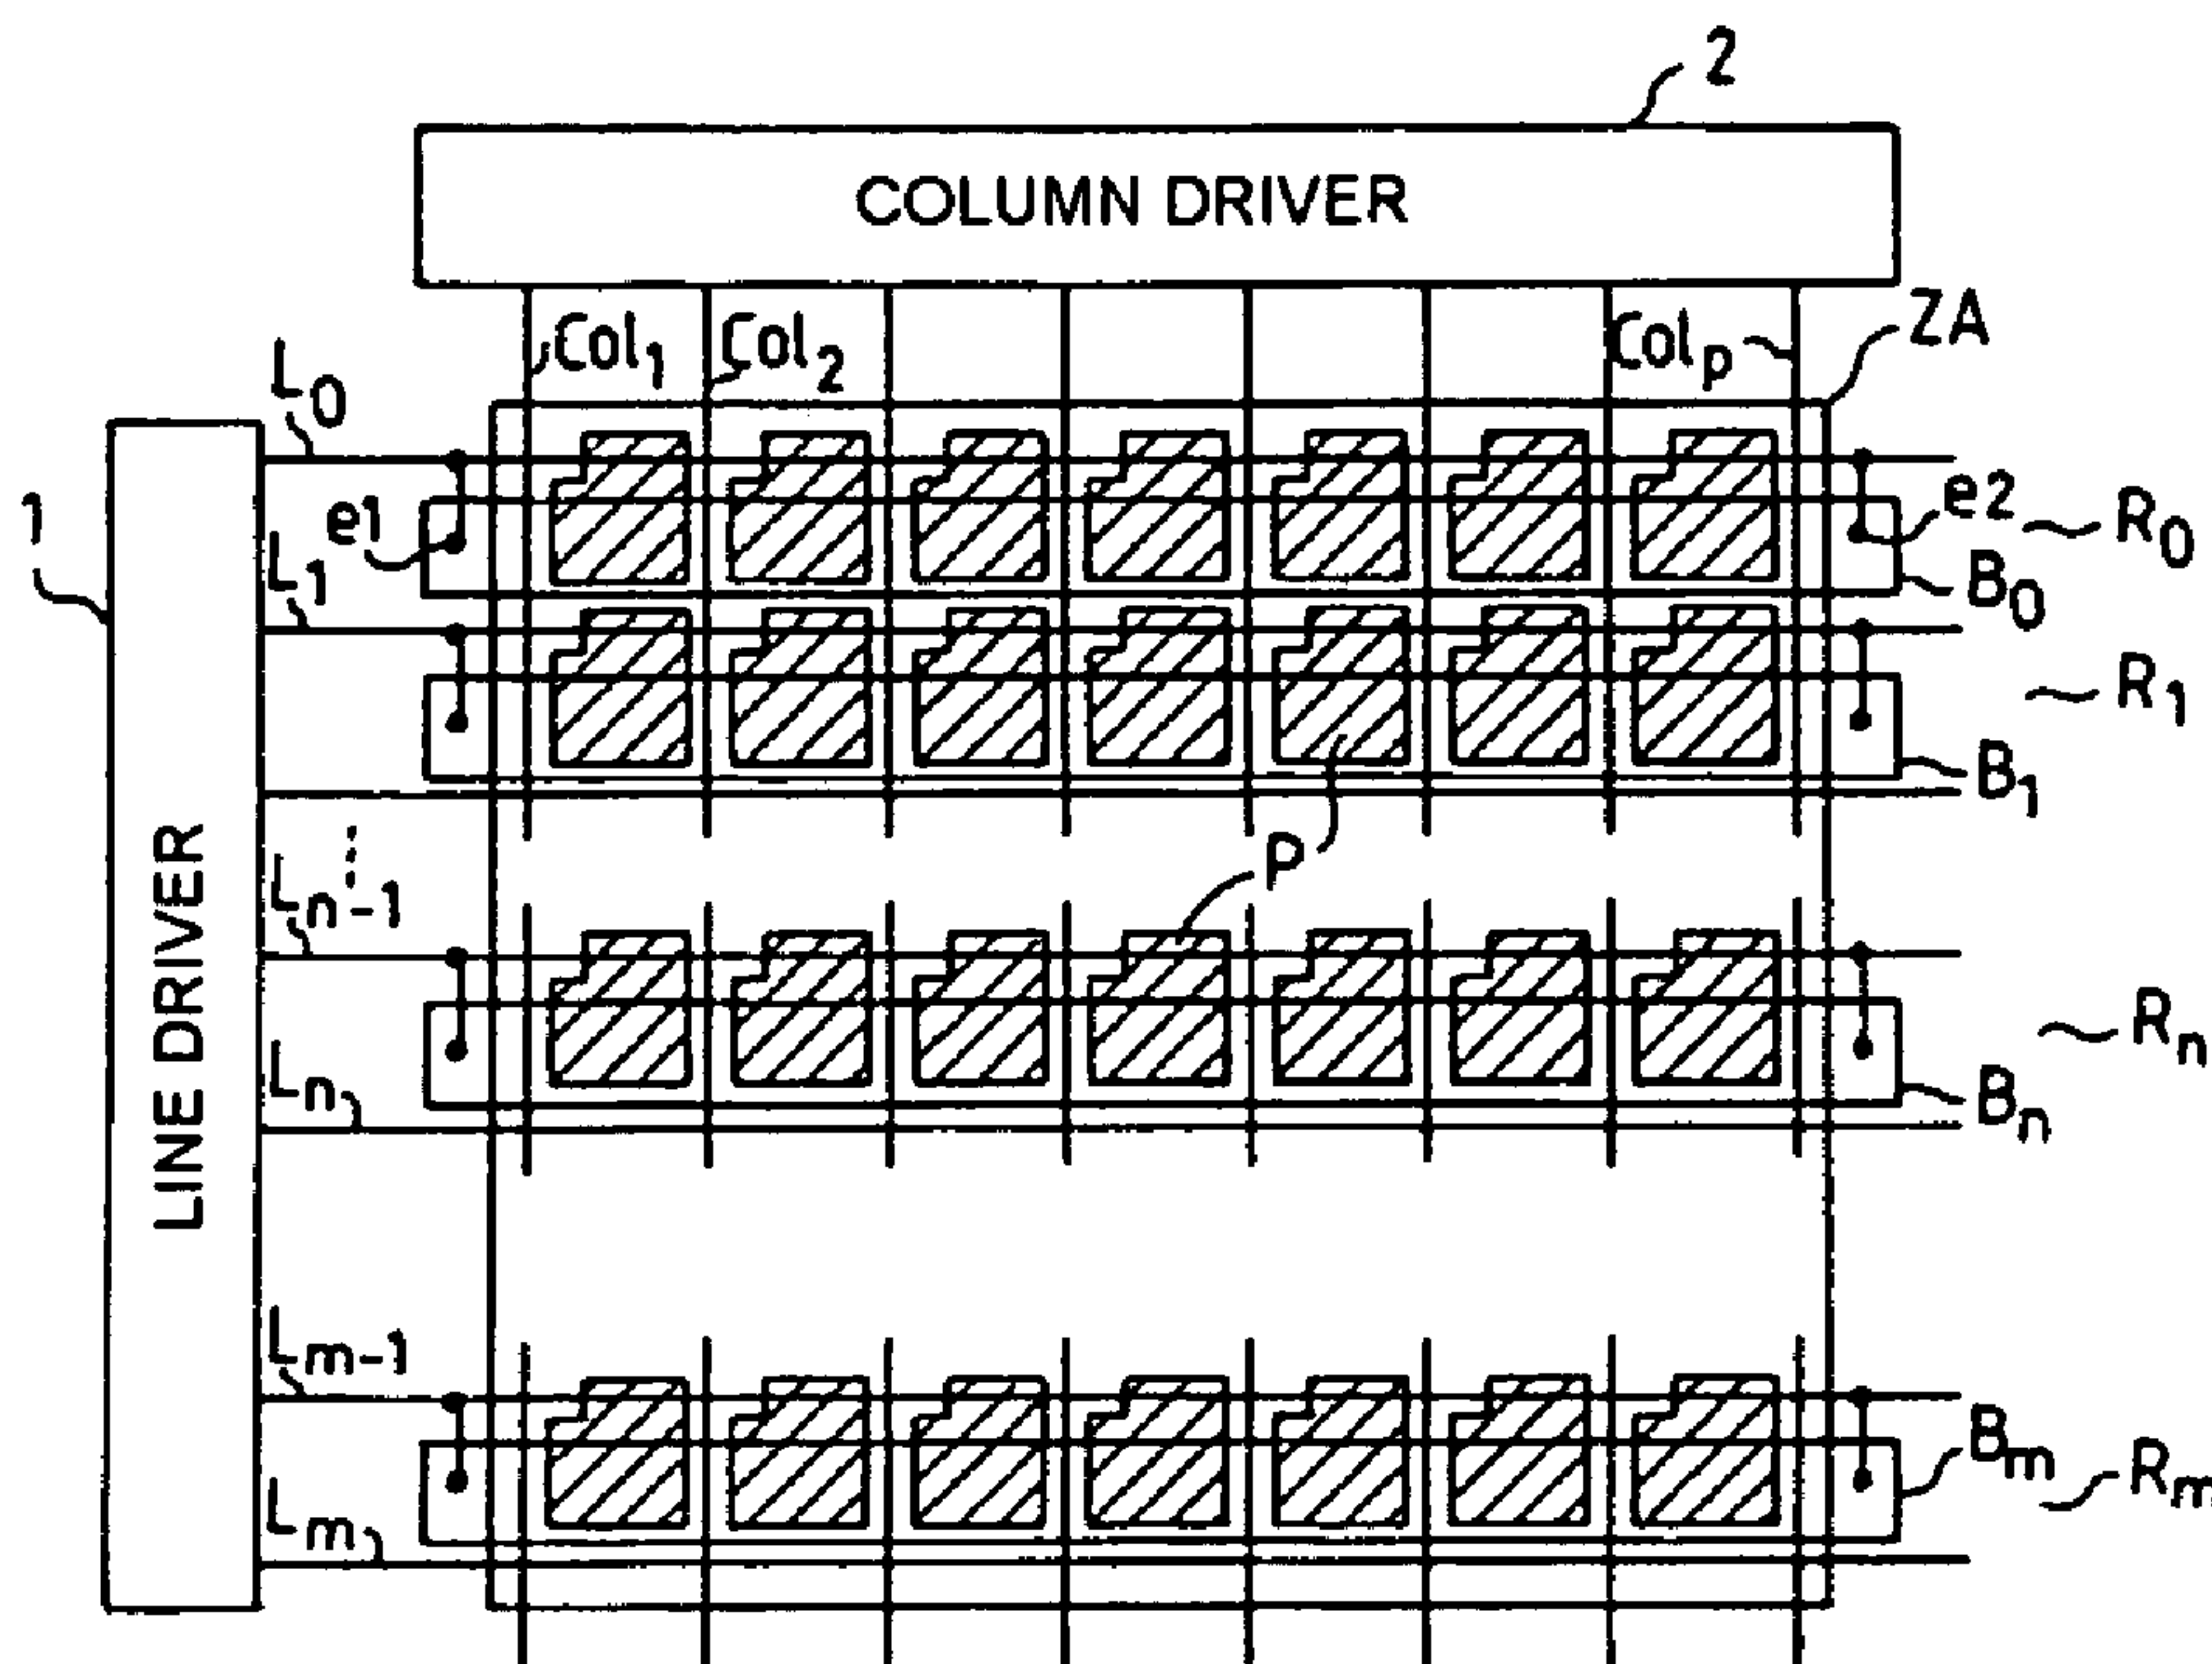 2
COLUMN DRIVER
Col1 Col2 Colp ZA
L0
1 e1 e2 R0
L1 B0
R1
B1
P
Ln-1
LINE DRIVER
Rn
Ln Bn
Lm-1
Bm Rm
Lm